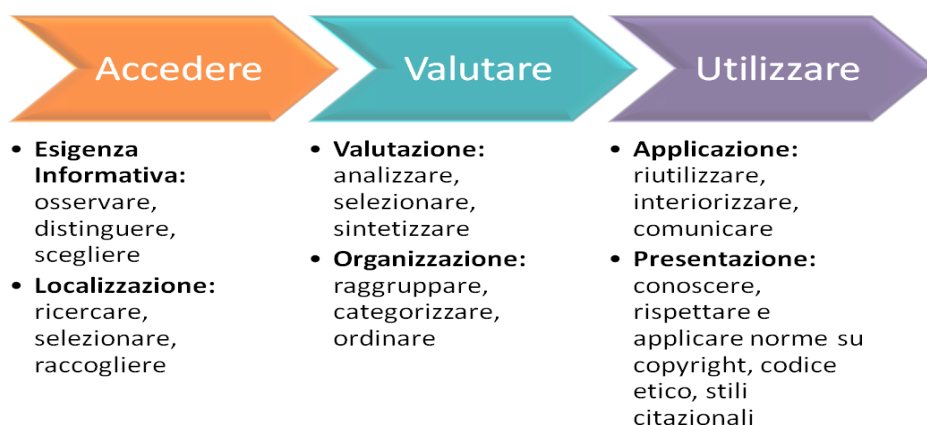 Accedere
• Esigenza
Informativa:
osservare,
distinguere,
scegliere
• Localizzazione:
ricercare,
selezionare,
raccogliere
Valutare
• Valutazione:
analizzare,
selezionare,
sintetizzare
• Organizzazione:
raggruppare,
categorizzare,
ordinare
Utilizzare
• Applicazione:
riutilizzare,
interiorizzare,
comunicare
• Presentazione:
conoscere,
rispettare e
applicare norme su
copyright, codice
etico, stili
citazionali